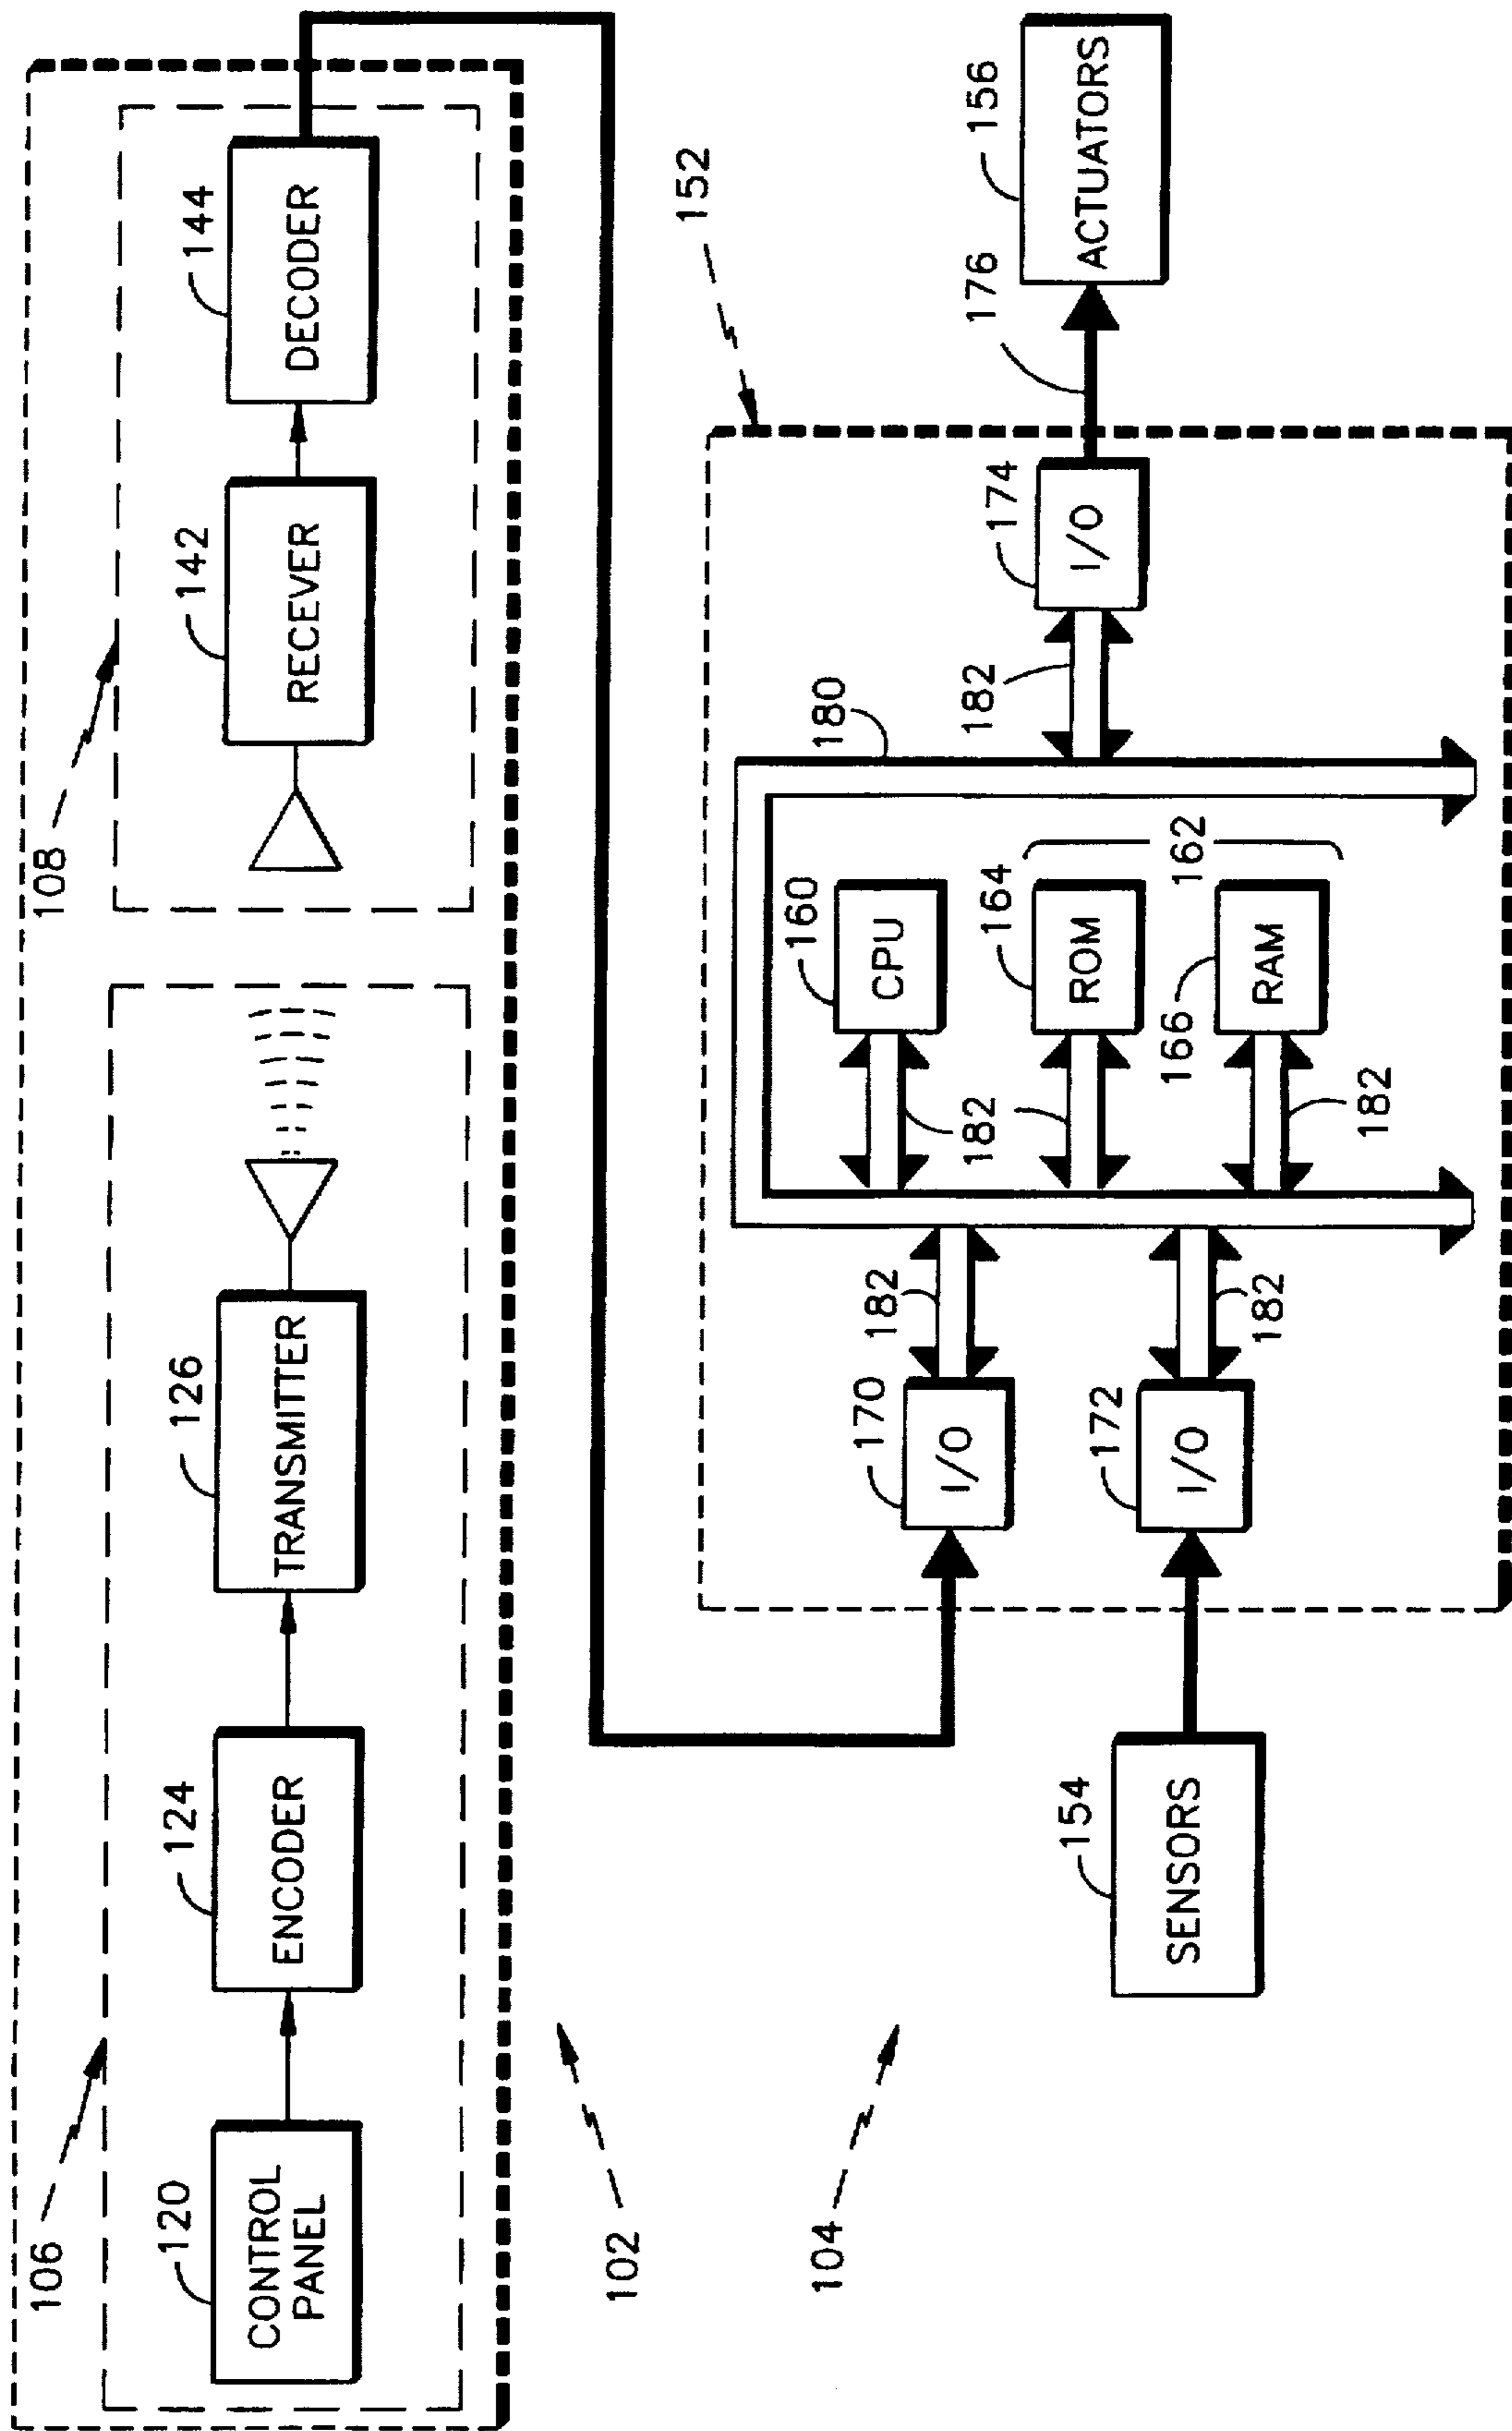 106
108
120
124
126
142
144
CONTROL
PANEL
ENCODER
TRANSMITTER
RECEVER
DECODER
102
104
152
154
SENSORS
170
I/O
182
172
I/O
182
160
CPU
182
164
ROM
162
166
RAM
182
180
182
174
I/O
176
156
ACTUATORS